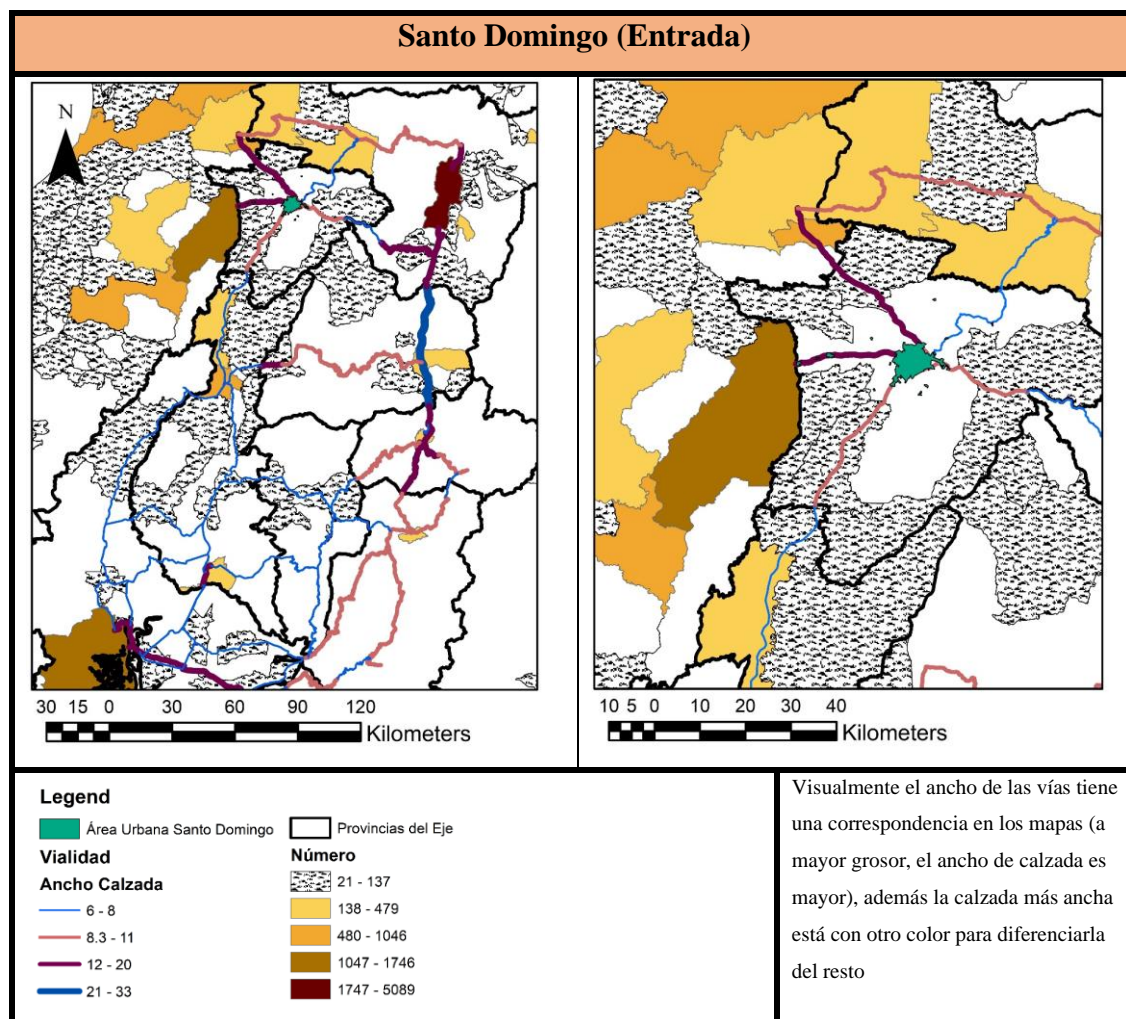 Santo Domingo (Entrada)
N
30 15 0 30 60 90 120
Kilometers
10 5 0 10 20 30 40
Kilometers
Legend
Área Urbana Santo Domingo
Provincias del Eje
Vialidad
Ancho Calzada
6 - 8
8.3 - 11
12 - 20
21 - 33
Número
21 - 137
138 - 479
480 - 1046
1047 - 1746
1747 - 5089
Visualmente el ancho de las vías tiene
una correspondencia en los mapas (a
mayor grosor, el ancho de calzada es
mayor), además la calzada más ancha
está con otro color para diferenciarla
del resto